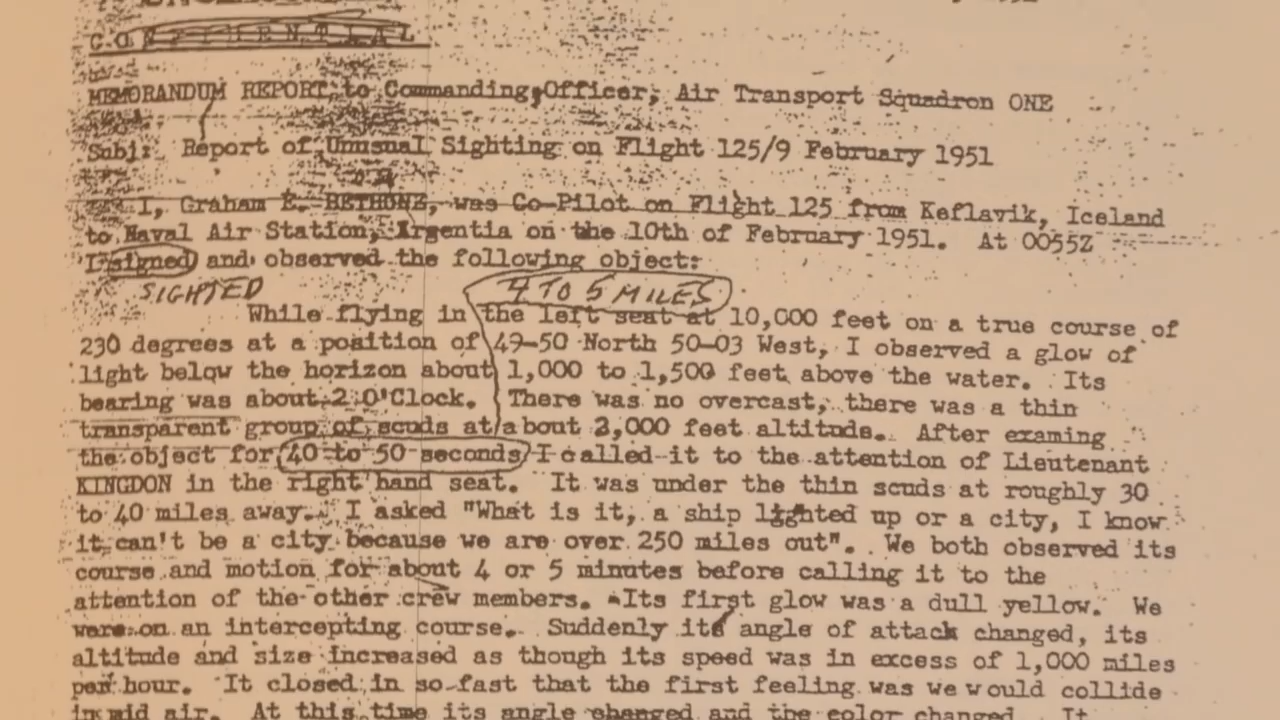 CONFIDENTIAL
MEMORANDUM REPORT to Commanding Officer, Air Transport Squadron ONE
Subj: Report of Unusual Sighting on Flight 125/9 February 1951
I, Graham E. BETHUNE, was Co-Pilot on Flight 125 from Keflavik, Iceland
to Naval Air Station, Argentia on the 10th of February 1951. At 0055Z
I signed and observed the following object:
SIGHTED
4 TO 5 MILES
While flying in the left seat at 10,000 feet on a true course of
230 degrees at a position of 49-50 North 50-03 West, I observed a glow of
light below the horizon about 1,000 to 1,500 feet above the water. Its
bearing was about 2 O'Clock. There was no overcast, there was a thin
transparent group of scuds at about 2,000 feet altitude. After examing
the object for 40 to 50 seconds I called it to the attention of Lieutenant
KINGDON in the right hand seat. It was under the thin scuds at roughly 30
to 40 miles away. I asked "What is it, a ship lighted up or a city, I know
it can't be a city because we are over 250 miles out". We both observed its
course and motion for about 4 or 5 minutes before calling it to the
attention of the other crew members. Its first glow was a dull yellow. We
were on an intercepting course. Suddenly its angle of attack changed, its
altitude and size increased as though its speed was in excess of 1,000 miles
per hour. It closed in so fast that the first feeling was we would collide
in mid air. At this time its angle changed and the color changed. It